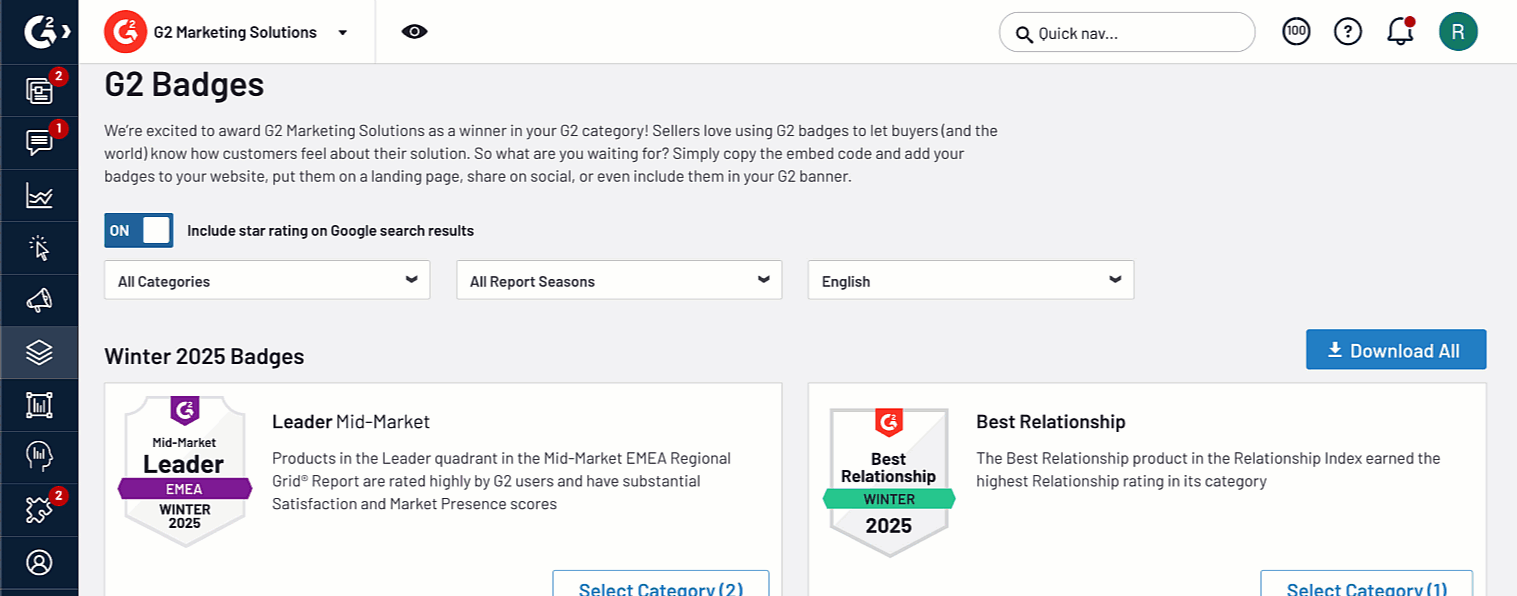 G2 Marketing Solutions
Quick nav...
100
?
R
2
1
2
G2 Badges
We're excited to award G2 Marketing Solutions as a winner in your G2 category! Sellers love using G2 badges to let buyers (and the
world) know how customers feel about their solution. So what are you waiting for? Simply copy the embed code and add your
badges to your website, put them on a landing page, share on social, or even include them in your G2 banner.
ON
Include star rating on Google search results
All Categories
All Report Seasons
English
Winter 2025 Badges
Download All
Mid-Market
Leader
EMEA
WINTER
2025
Leader Mid-Market
Products in the Leader quadrant in the Mid-Market EMEA Regional
Grid® Report are rated highly by G2 users and have substantial
Satisfaction and Market Presence scores
Select Category (2)
Best
Relationship
WINTER
2025
Best Relationship
The Best Relationship product in the Relationship Index earned the
highest Relationship rating in its category
Select Category (1)